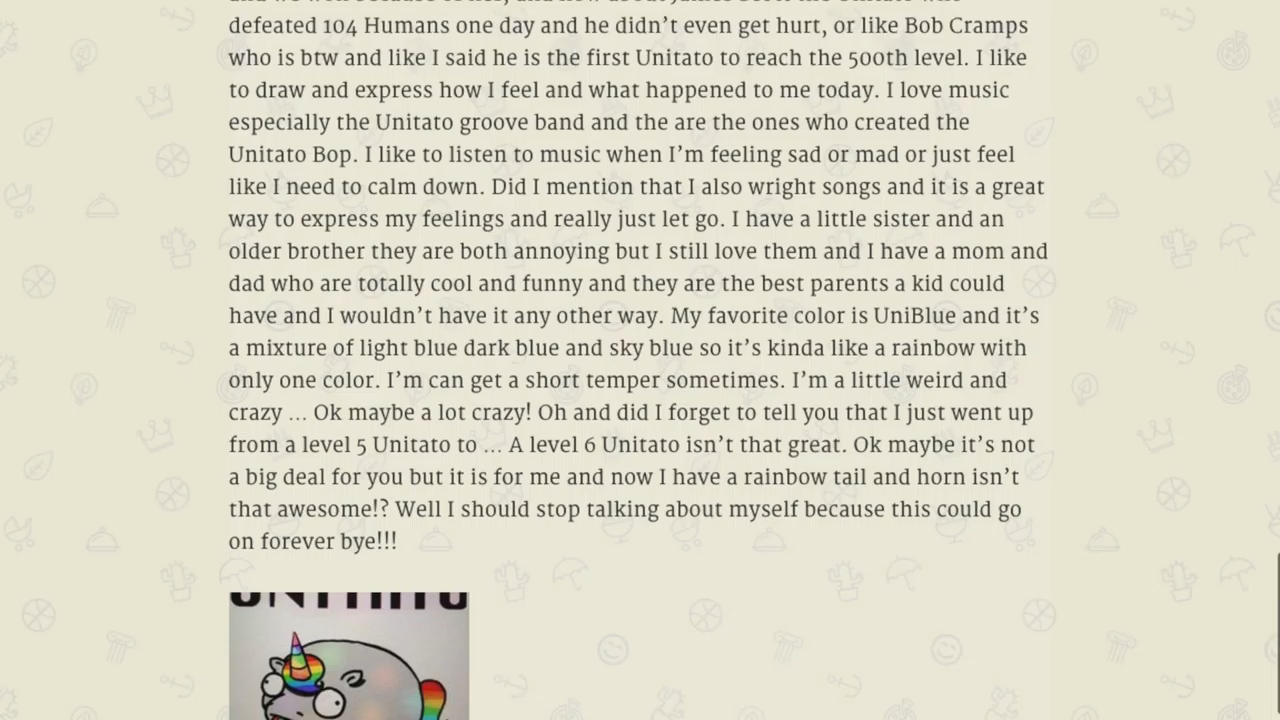 defeated 104 Humans one day and he didn’t even get hurt, or like Bob Cramps
who is btw and like I said he is the first Unitato to reach the 500th level. I like
to draw and express how I feel and what happened to me today. I love music
especially the Unitato groove band and the are the ones who created the
Unitato Bop. I like to listen to music when I’m feeling sad or mad or just feel
like I need to calm down. Did I mention that I also wright songs and it is a great
way to express my feelings and really just let go. I have a little sister and an
older brother they are both annoying but I still love them and I have a mom and
dad who are totally cool and funny and they are the best parents a kid could
have and I wouldn’t have it any other way. My favorite color is UniBlue and it’s
a mixture of light blue dark blue and sky blue so it’s kinda like a rainbow with
only one color. I’m can get a short temper sometimes. I’m a little weird and
crazy … Ok maybe a lot crazy! Oh and did I forget to tell you that I just went up
from a level 5 Unitato to … A level 6 Unitato isn’t that great. Ok maybe it’s not
a big deal for you but it is for me and now I have a rainbow tail and horn isn’t
that awesome!? Well I should stop talking about myself because this could go
on forever bye!!!
UNITATO